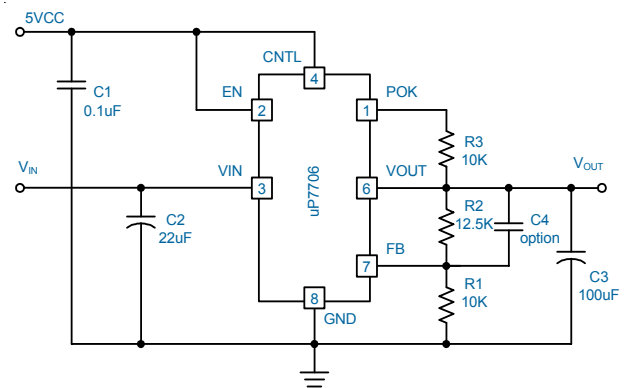 5VCC
CNTL
4
C1
0.1uF
EN
2
POK
1
R3
10K
VIN
VIN
3
uP7706
VOUT
6
VOUT
C2
22uF
R2
12.5K
C4
option
FB
7
C3
100uF
R1
10K
8
GND